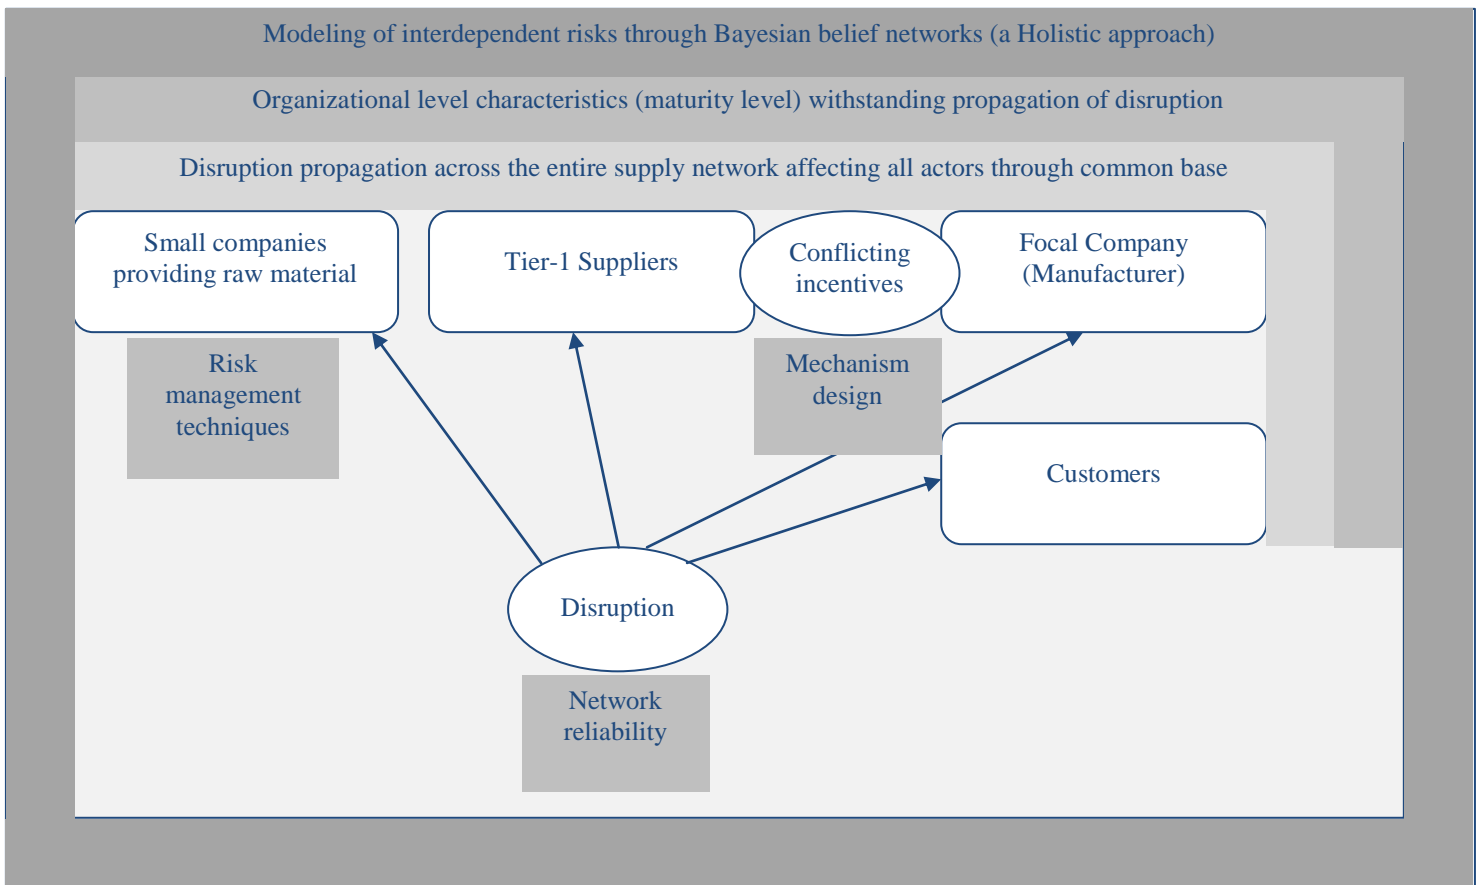 Modeling of interdependent risks through Bayesian belief networks (a Holistic approach)
Organizational level characteristics (maturity level) withstanding propagation of disruption
Disruption propagation across the entire supply network affecting all actors through common base
Small companies
providing raw material
Tier-1 Suppliers
Conflicting
incentives
Focal Company
(Manufacturer)
Risk
management
techniques
Mechanism
design
Customers
Disruption
Network
reliability